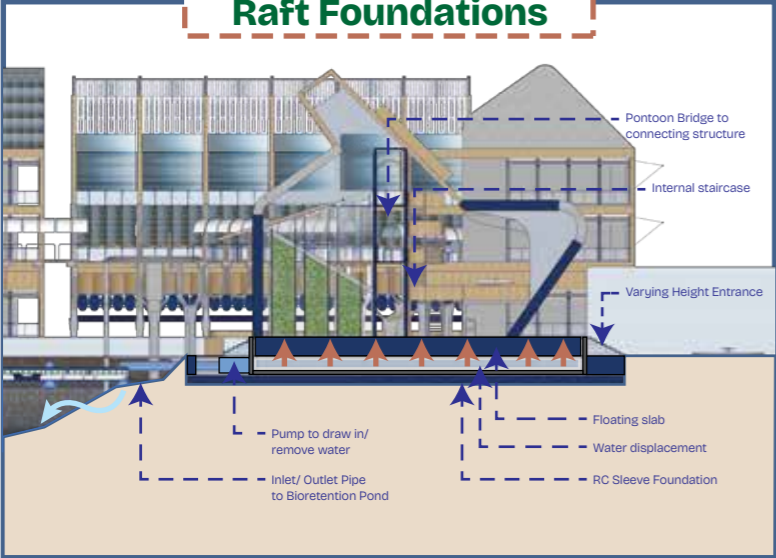 Raft Foundations
Pontoon Bridge to
connecting structure
Internal staircase
Varying Height Entrance
Floating slab
Pump to draw in/
remove water
Water displacement
Inlet/ Outlet Pipe
to Bioretention Pond
RC Sleeve Foundation